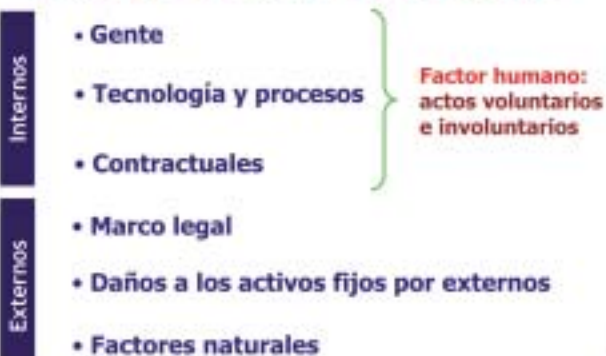 Internos
• Gente
• Tecnología y procesos
• Contractuales
Factor humano:
actos voluntarios
e involuntarios
Externos
• Marco legal
• Daños a los activos fijos por externos
• Factores naturales